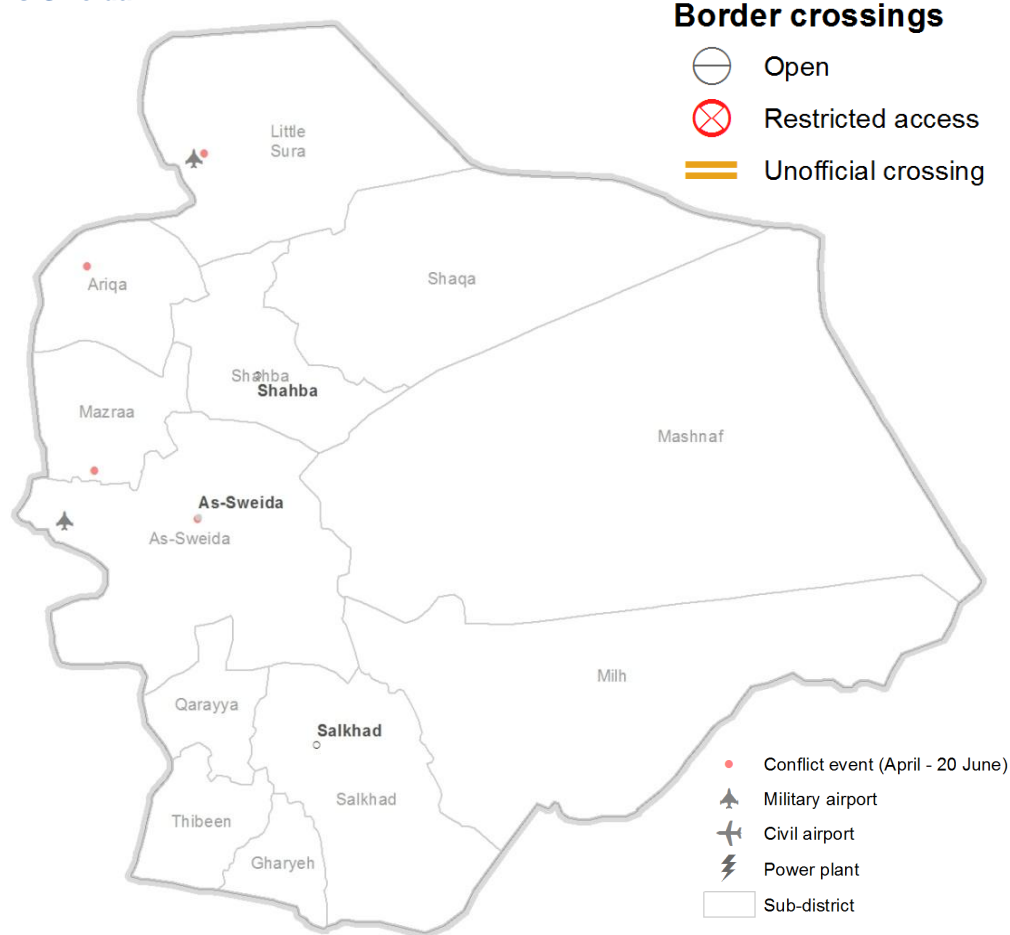 Border crossings
Open
Restricted access
Unofficial crossing
Little
Sura
Ariqa
Shaqa
Shahba
Shahba
Mazraa
Mashnaf
As-Sweida
As-Sweida
Milh
Qarayya
Salkhad
Salkhad
Thibeen
Gharyeh
Conflict event (April - 20 June)
Military airport
Civil airport
Power plant
Sub-district